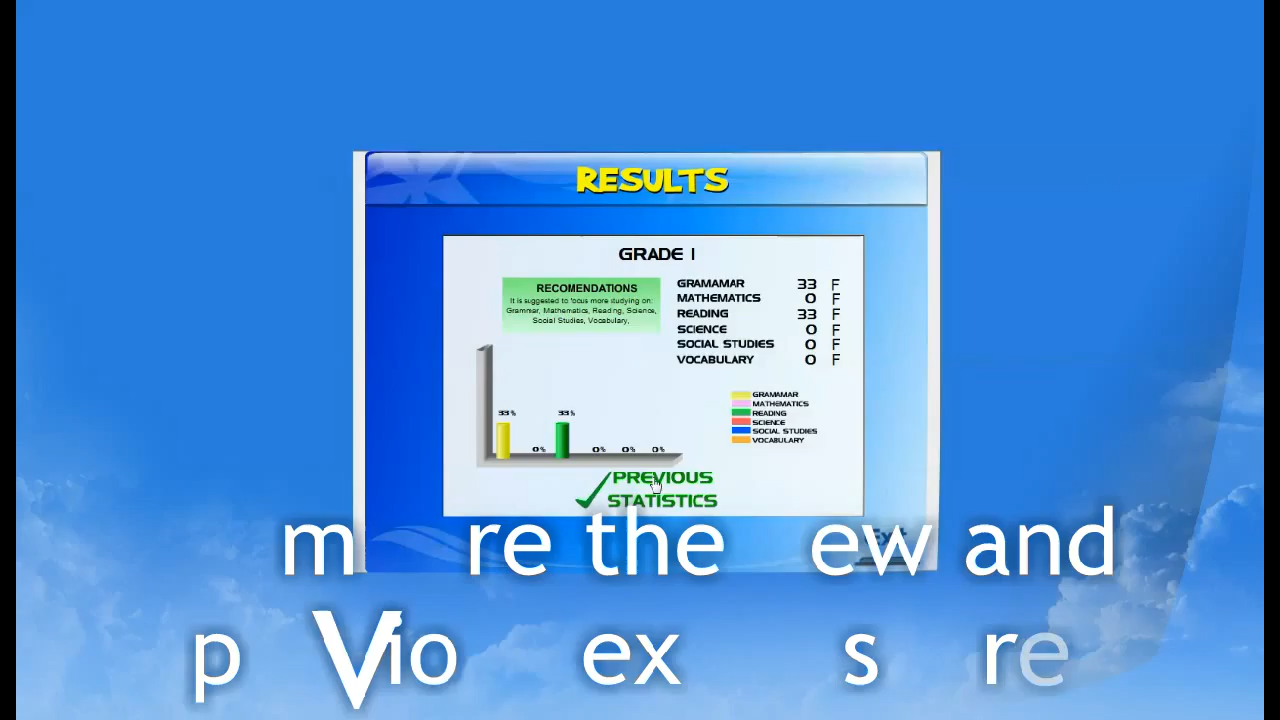 RESULTS
GRADE I
RECOMENDATIONS
It is suggested to focus more studying on:
Grammar, Mathematics, Reading, Science,
Social Studies, Vocabulary,
GRAMAMAR 33 F
MATHEMATICS 0 F
READING 33 F
SCIENCE 0 F
SOCIAL STUDIES 0 F
VOCABULARY 0 F
GRAMAMAR
MATHEMATICS
READING
SCIENCE
SOCIAL STUDIES
VOCABULARY
33% 0% 33% 0% 0% 0%
PREVIOUS
STATISTICS
Exit
m re the ew and
p Vio ex s re